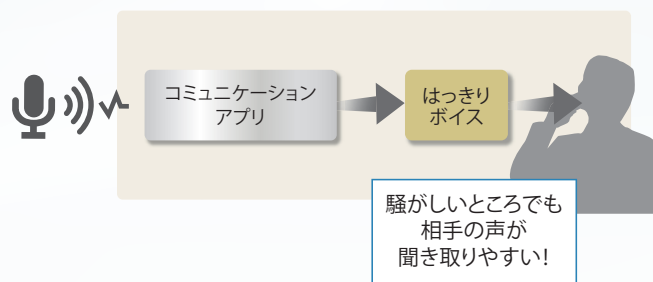 コミュニケーション
アプリ
はっきり
ボイス
騒がしいところでも
相手の声が
聞き取りやすい!